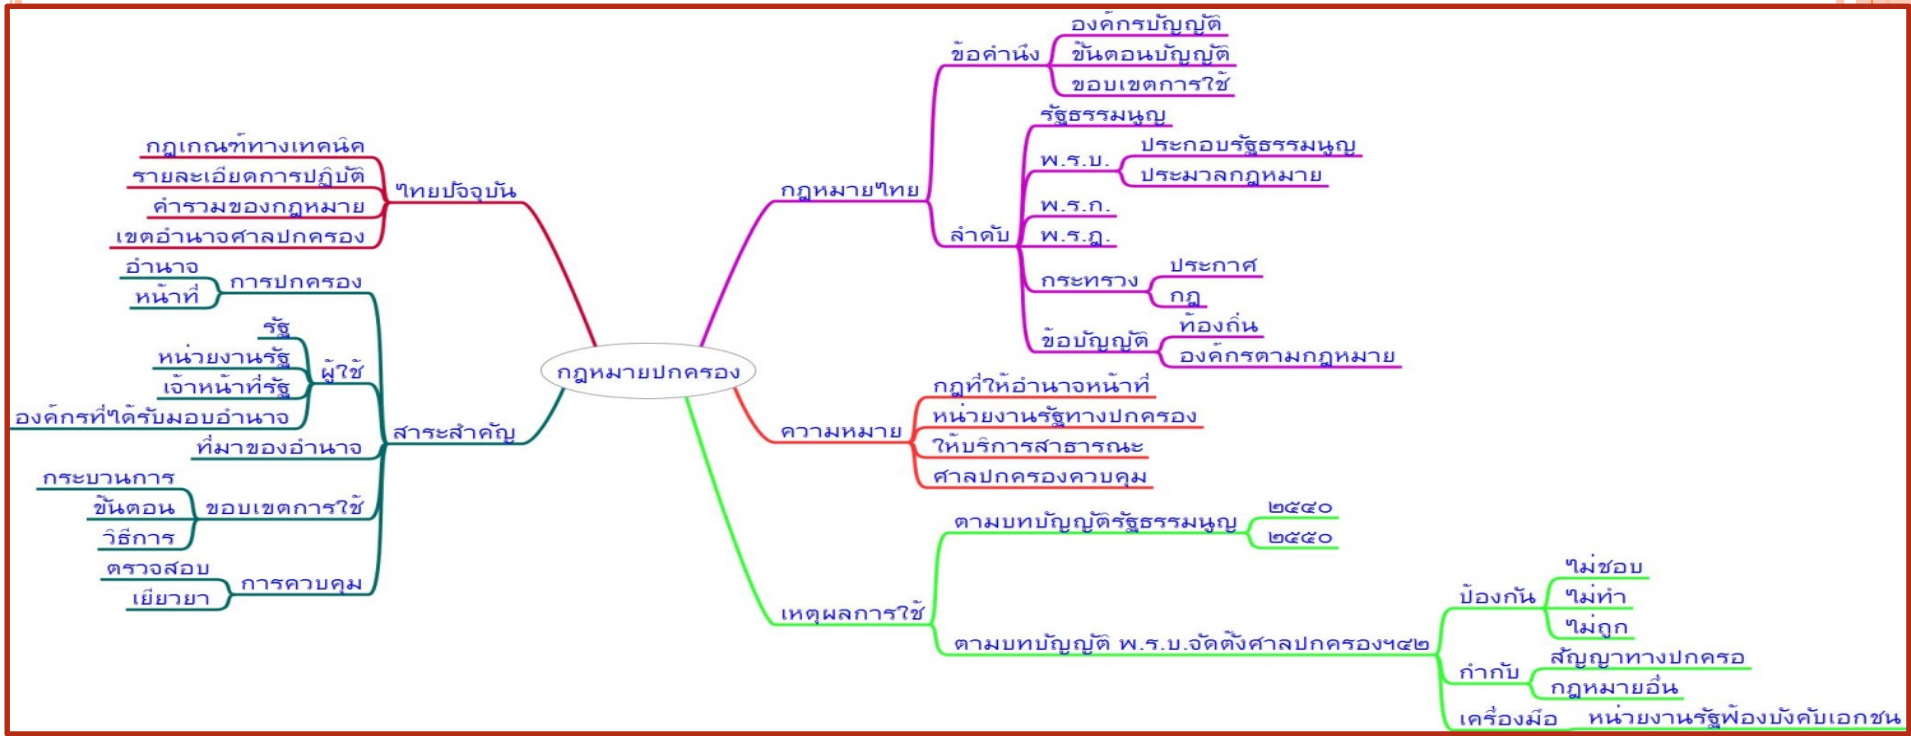 กฎหมายปกครอง
กฎหมายไทย
ข้อคำนึง
องค์กรบัญญัติ
ขั้นตอนบัญญัติ
ขอบเขตการใช้
ลำดับ
รัฐธรรมนูญ
พ.ร.บ.
ประกอบรัฐธรรมนูญ
ประมวลกฎหมาย
พ.ร.ก.
พ.ร.ฎ.
กระทรวง
ประกาศ
กฎ
ข้อบัญญัติ
ท้องถิ่น
องค์กรตามกฎหมาย
ความหมาย
กฎที่ให้อำนาจหน้าที่
หน่วยงานรัฐทางปกครอง
ให้บริการสาธารณะ
ศาลปกครองควบคุม
เหตุผลการใช้
ตามบทบัญญัติรัฐธรรมนูญ
๒๕๔๐
๒๕๕๐
ตามบทบัญญัติ พ.ร.บ.จัดตั้งศาลปกครองฯ๔๒
ป้องกัน
ไม่ชอบ
ไม่ทำ
ไม่ถูก
กำกับ
สัญญาทางปกครอ
กฎหมายอื่น
เครื่องมือ
หน่วยงานรัฐฟ้องบังคับเอกชน
ไทยปัจจุบัน
กฎเกณฑ์ทางเทคนิค
รายละเอียดการปฏิบัติ
คำรวมของกฎหมาย
เขตอำนาจศาลปกครอง
สาระสำคัญ
การปกครอง
อำนาจ
หน้าที่
ผู้ใช้
รัฐ
หน่วยงานรัฐ
เจ้าหน้าที่รัฐ
องค์กรที่ได้รับมอบอำนาจ
ที่มาของอำนาจ
ขอบเขตการใช้
กระบวนการ
ขั้นตอน
วิธีการ
การควบคุม
ตรวจสอบ
เยียวยา